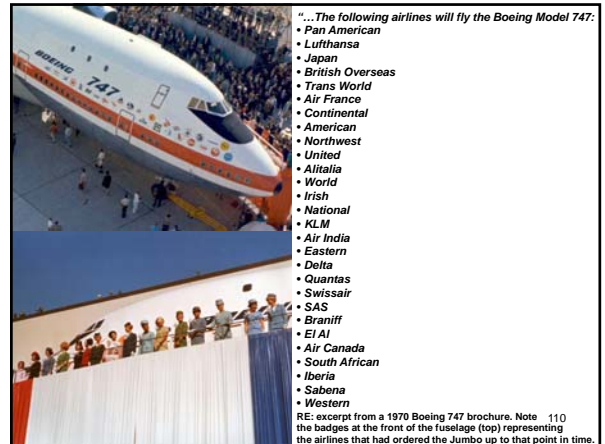 BOEING 747
“…The following airlines will fly the Boeing Model 747:
• Pan American
• Lufthansa
• Japan
• British Overseas
• Trans World
• Air France
• Continental
• American
• Northwest
• United
• Alitalia
• World
• Irish
• National
• KLM
• Air India
• Eastern
• Delta
• Quantas
• Swissair
• SAS
• Braniff
• El Al
• Air Canada
• South African
• Iberia
• Sabena
• Western
RE: excerpt from a 1970 Boeing 747 brochure. Note
the badges at the front of the fuselage (top) representing
the airlines that had ordered the Jumbo up to that point in time.
110